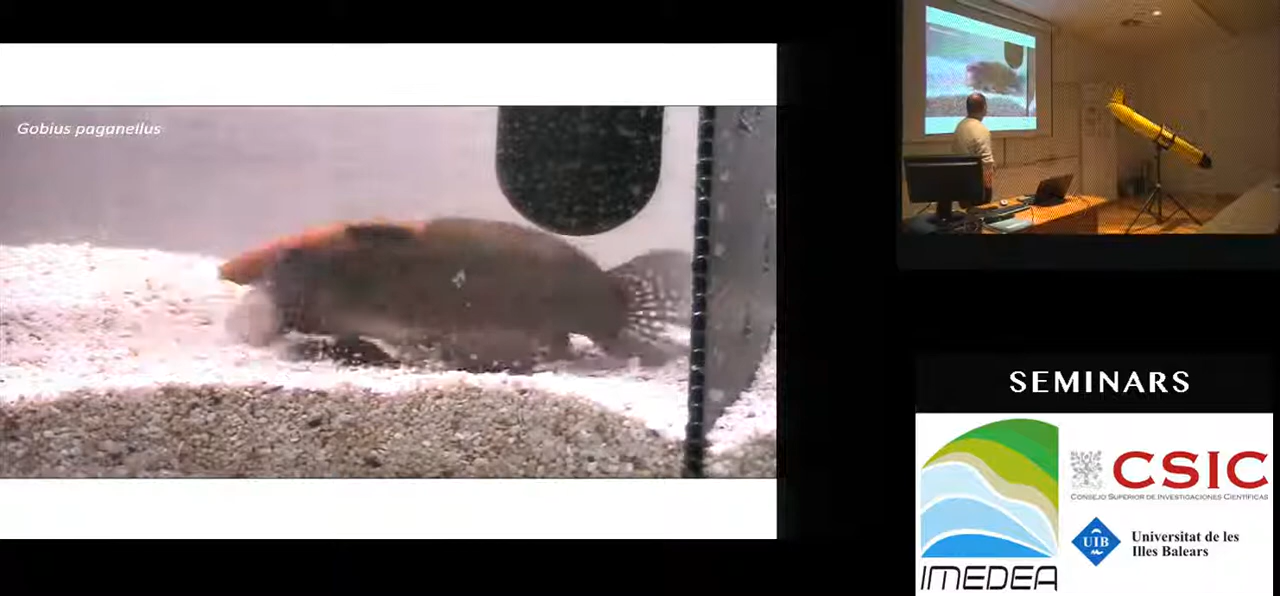 Gobius paganellus
SEMINARS
CSIC
CONSEJO SUPERIOR DE INVESTIGACIONES CIENTÍFICAS
UIB
Universitat de les
Illes Balears
IMEDEA